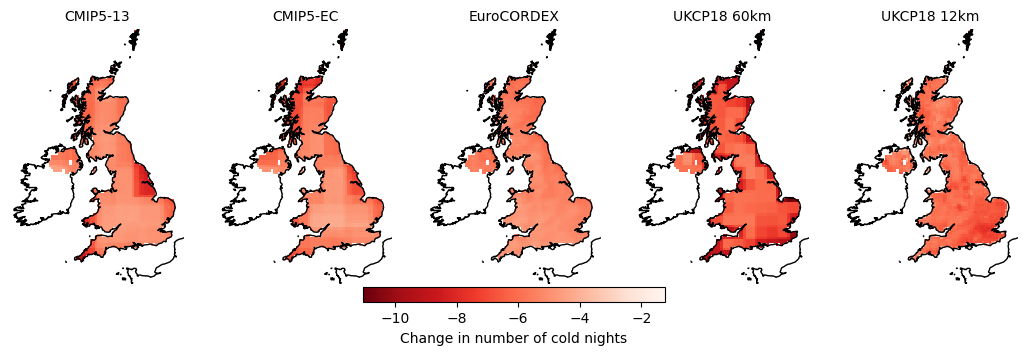 CMIP5-13 CMIP5-EC EuroCORDEX UKCP18 60km UKCP18 12km
−10 −8 −6 −4 −2
Change in number of cold nights